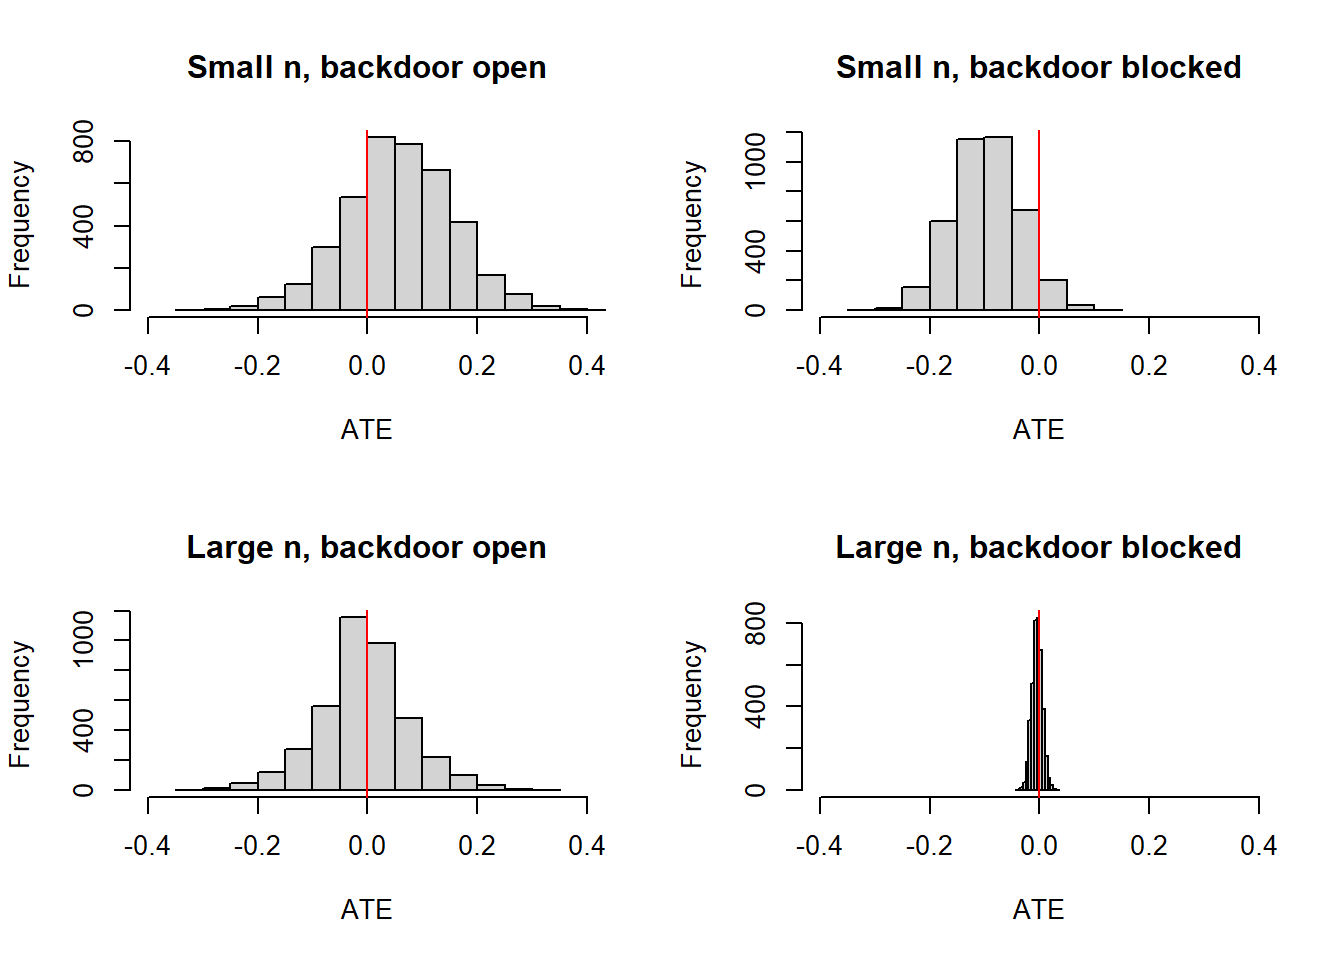 Small n, backdoor open
Frequency
800
400
0
-0.4 -0.2 0.0 0.2 0.4
ATE
Small n, backdoor blocked
Frequency
1000
400
0
-0.4 -0.2 0.0 0.2 0.4
ATE
Large n, backdoor open
Frequency
1000
400
0
-0.4 -0.2 0.0 0.2 0.4
ATE
Large n, backdoor blocked
Frequency
800
400
0
-0.4 -0.2 0.0 0.2 0.4
ATE